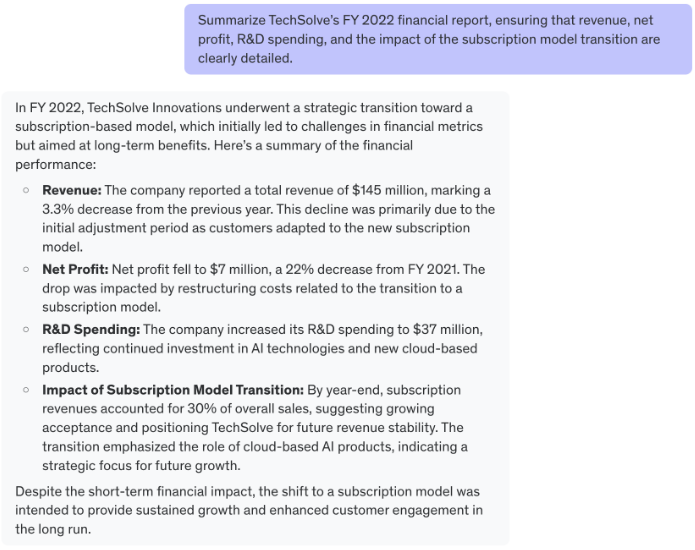 Summarize TechSolve's FY 2022 financial report, ensuring that revenue, net
profit, R&D spending, and the impact of the subscription model transition are
clearly detailed.
In FY 2022, TechSolve Innovations underwent a strategic transition toward a
subscription-based model, which initially led to challenges in financial metrics
but aimed at long-term benefits. Here's a summary of the financial
performance:
○ Revenue: The company reported a total revenue of $145 million, marking a
3.3% decrease from the previous year. This decline was primarily due to the
initial adjustment period as customers adapted to the new subscription
model.
○ Net Profit: Net profit fell to $7 million, a 22% decrease from FY 2021. The
drop was impacted by restructuring costs related to the transition to a
subscription model.
○ R&D Spending: The company increased its R&D spending to $37 million,
reflecting continued investment in AI technologies and new cloud-based
products.
○ Impact of Subscription Model Transition: By year-end, subscription
revenues accounted for 30% of overall sales, suggesting growing
acceptance and positioning TechSolve for future revenue stability. The
transition emphasized the role of cloud-based AI products, indicating a
strategic focus for future growth.
Despite the short-term financial impact, the shift to a subscription model was
intended to provide sustained growth and enhanced customer engagement in
the long run.